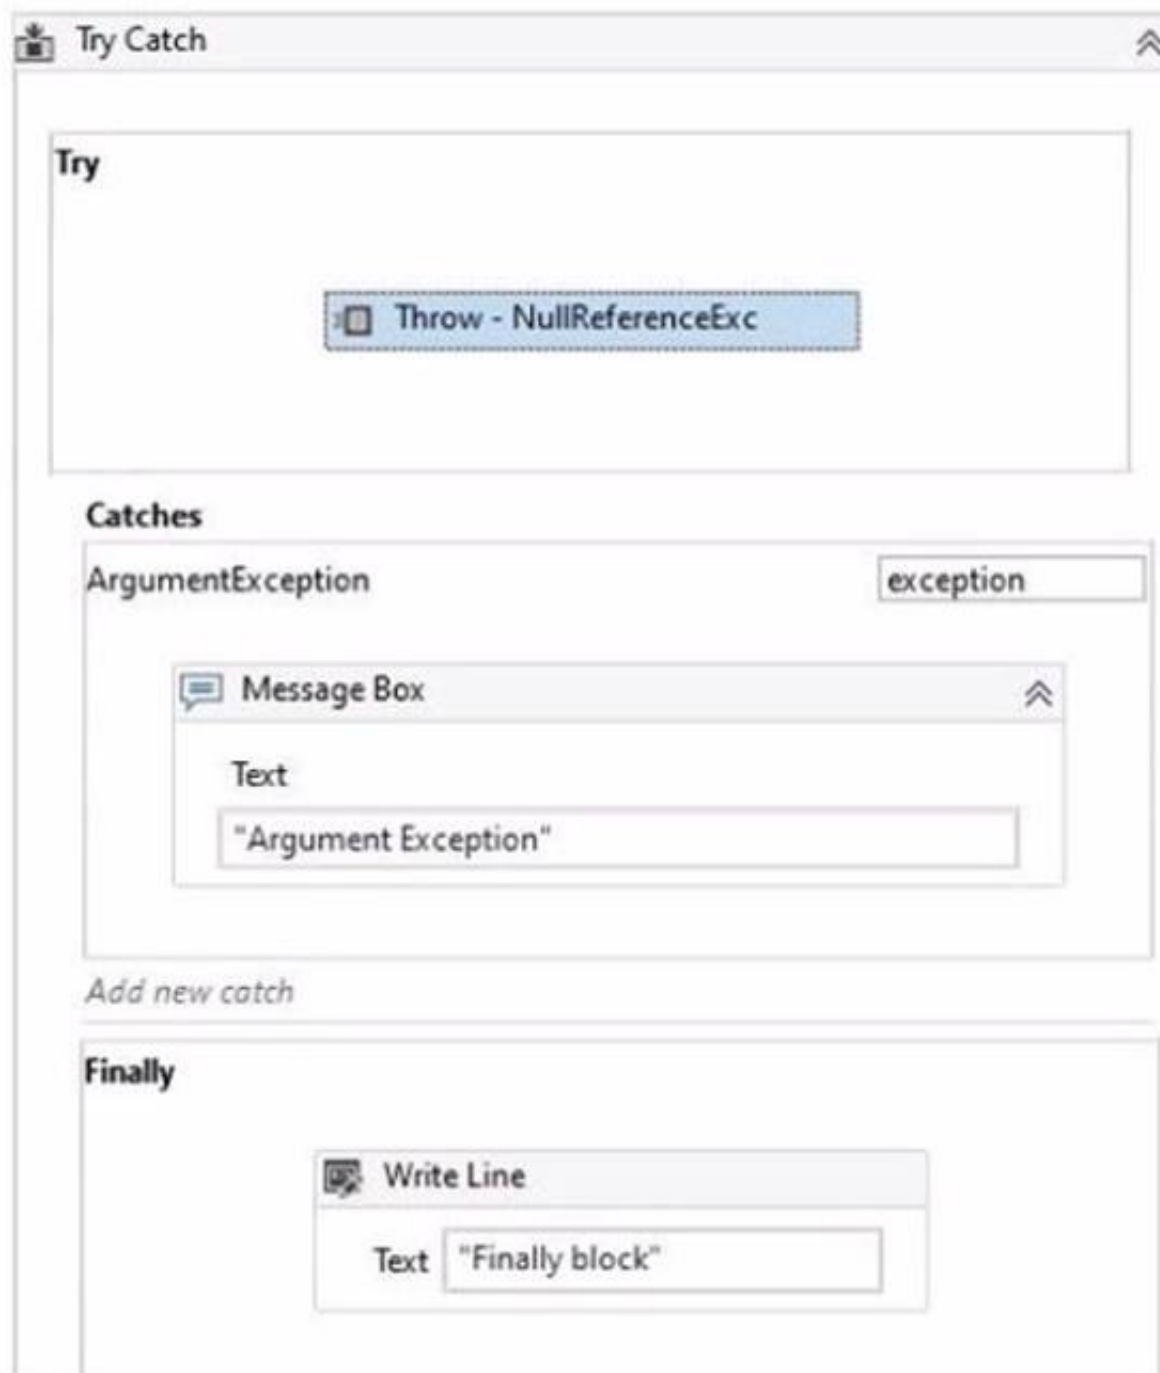 Try Catch
Try
Throw - NullReferenceExc
Catches
ArgumentException exception
Message Box
Text
"Argument Exception"
Add new catch
Finally
Write Line
Text "Finally block"